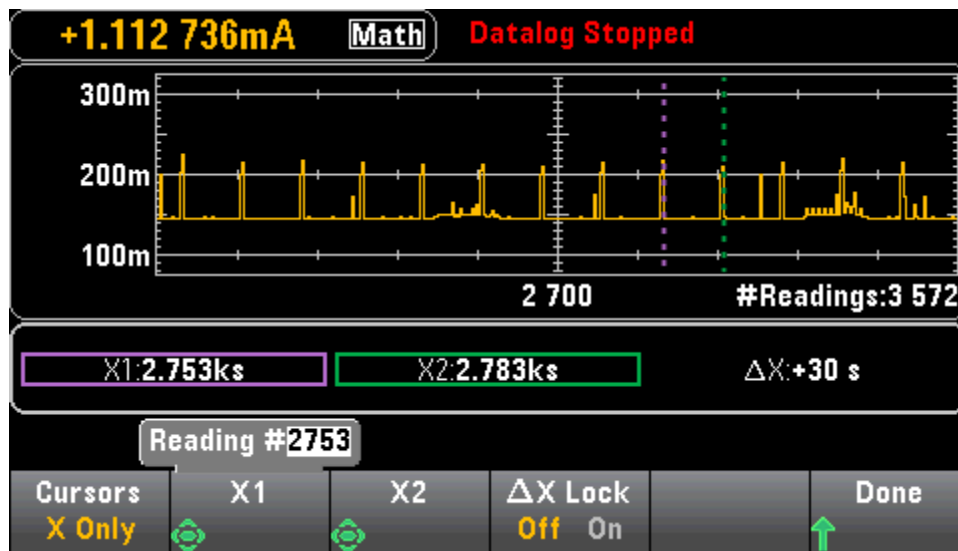 +1.112 736mA Math Datalog Stopped
300m
200m
100m
2 700 #Readings:3 572
X1:2.753ks X2:2.783ks ΔX:+30 s
Reading #2753
Cursors X1 X2 ΔX Lock Done
X Only Off On